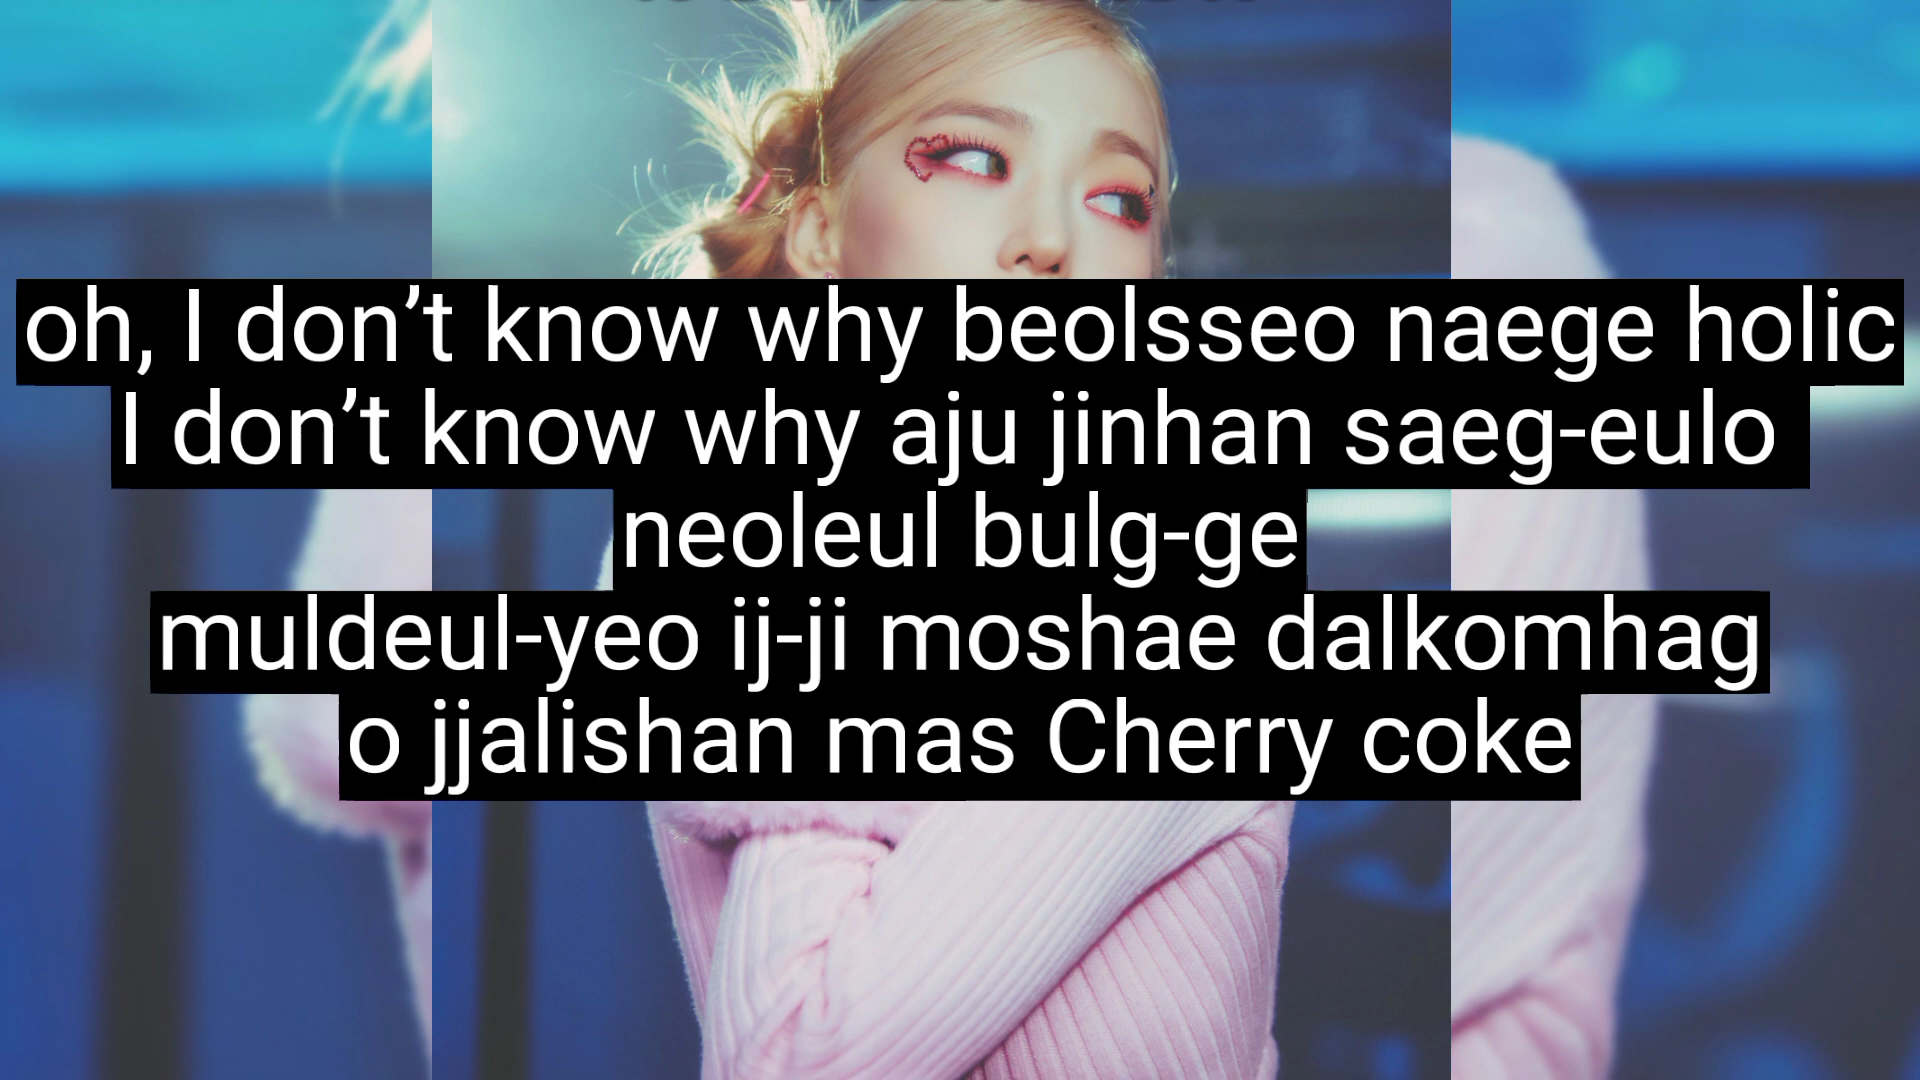 oh, I don’t know why beolsseo naege holic
I don’t know why aju jinhan saeg-eulo
neoleul bulg-ge
muldeul-yeo ij-ji moshae dalkomhag
o jjalishan mas Cherry coke